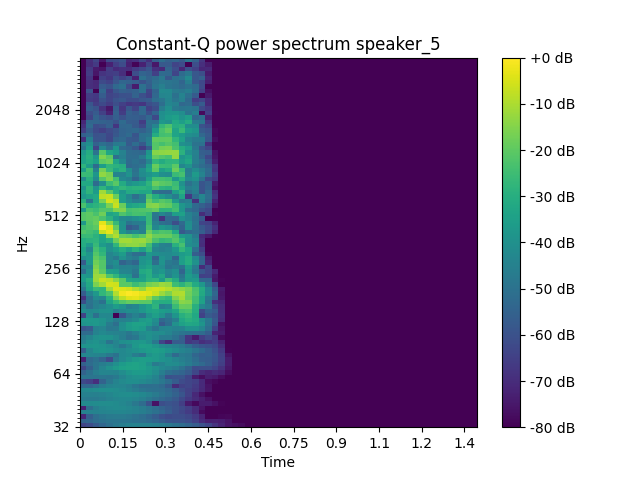 Constant-Q power spectrum speaker_5
Hz
2048
1024
512
256
128
64
32
0 0.15 0.3 0.45 0.6 0.75 0.9 1.1 1.2 1.4
Time
+0 dB
-10 dB
-20 dB
-30 dB
-40 dB
-50 dB
-60 dB
-70 dB
-80 dB